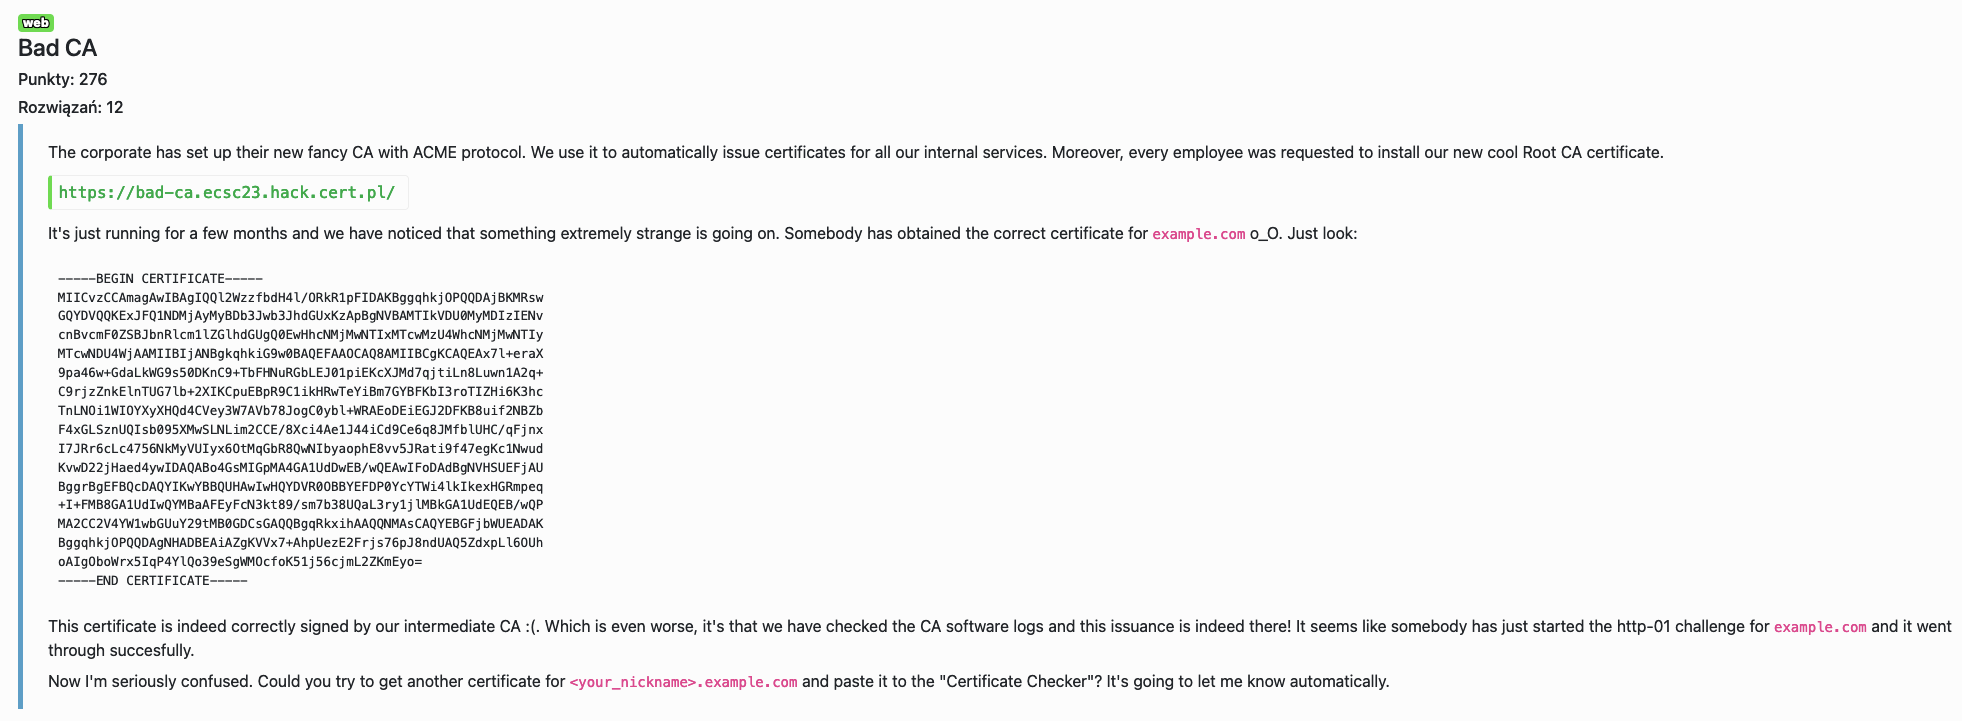 web
Bad CA
Punkty: 276
Rozwiązań: 12
The corporate has set up their new fancy CA with ACME protocol. We use it to automatically issue certificates for all our internal services. Moreover, every employee was requested to install our new cool Root CA certificate.
https://bad-ca.ecsc23.hack.cert.pl/
It's just running for a few months and we have noticed that something extremely strange is going on. Somebody has obtained the correct certificate for example.com o_O. Just look:
-----BEGIN CERTIFICATE-----
MIICvzCCAmagAwIBAgIQQl2WzzfbdH4l/ORkR1pFIDAKBggqhkjOPQQDAjBKMRsw
GQYDVQQKExJFQ1NDMjAyMyBDb3Jwb3JhdGUxKzApBgNVBAMTIkVDU0MyMDIzIENv
cnBvcmF0ZSBJbnRlcm1lZGlhdGUgQ0EwHhcNMjMwNTIxMTcwMzU4WhcNMjMwNTIy
MTcwNDU4WjAAMIIBIjANBgkqhkiG9w0BAQEFAAOCAQ8AMIIBCgKCAQEAx7l+eraX
9pa46w+GdaLkWG9s50DKnC9+TbFHNuRGbLEJ01piEKcXJMd7qjtiLn8Luwn1A2q+
C9rjzZnkElnTUG7lb+2XIKCpuEBpR9C1ikHRwTeYiBm7GYBFKbI3roTIZHi6K3hc
TnLNOi1WIOYXyXHQd4CVey3W7AVb78JogC0ybl+WRAEoDEiEGJ2DFKB8uif2NBZb
F4xGLSznUQIsb095XMwSLNLim2CCE/8Xci4Ae1J44iCd9Ce6q8JMfblUHC/qFjnx
I7JRr6cLc4756NkMyVUIyx6OtMqGbR8QwNIbyaophE8vv5JRati9f47egKc1Nwud
KvwD22jHaed4ywIDAQABo4GsMIGpMA4GA1UdDwEB/wQEAwIFoDAdBgNVHSUEFjAU
BggrBgEFBQcDAQYIKwYBBQUHAwIwHQYDVR0OBBYEFDP0YcYTWi4lkIkexHGRmpeq
+I+FMB8GA1UdIwQYMBaAFEyFcN3kt89/sm7b38UQaL3ry1jlMBkGA1UdEQEB/wQP
MA2CC2V4YW1wbGUuY29tMB0GDCsGAQQBgqRkxihAAQQNMAsCAQYEBGFjbWUEADAK
BggqhkjOPQQDAgNHADBEAiAZgKVVx7+AhpUezE2Frjs76pJ8ndUAQ5ZdxpLl6OUh
oAIgOboWrx5IqP4YlQo39eSgWMOcfoK51j56cjmL2ZKmEyo=
-----END CERTIFICATE-----
This certificate is indeed correctly signed by our intermediate CA :(. Which is even worse, it's that we have checked the CA software logs and this issuance is indeed there! It seems like somebody has just started the http-01 challenge for example.com and it went
through succesfully.
Now I'm seriously confused. Could you try to get another certificate for <your_nickname>.example.com and paste it to the "Certificate Checker"? It's going to let me know automatically.